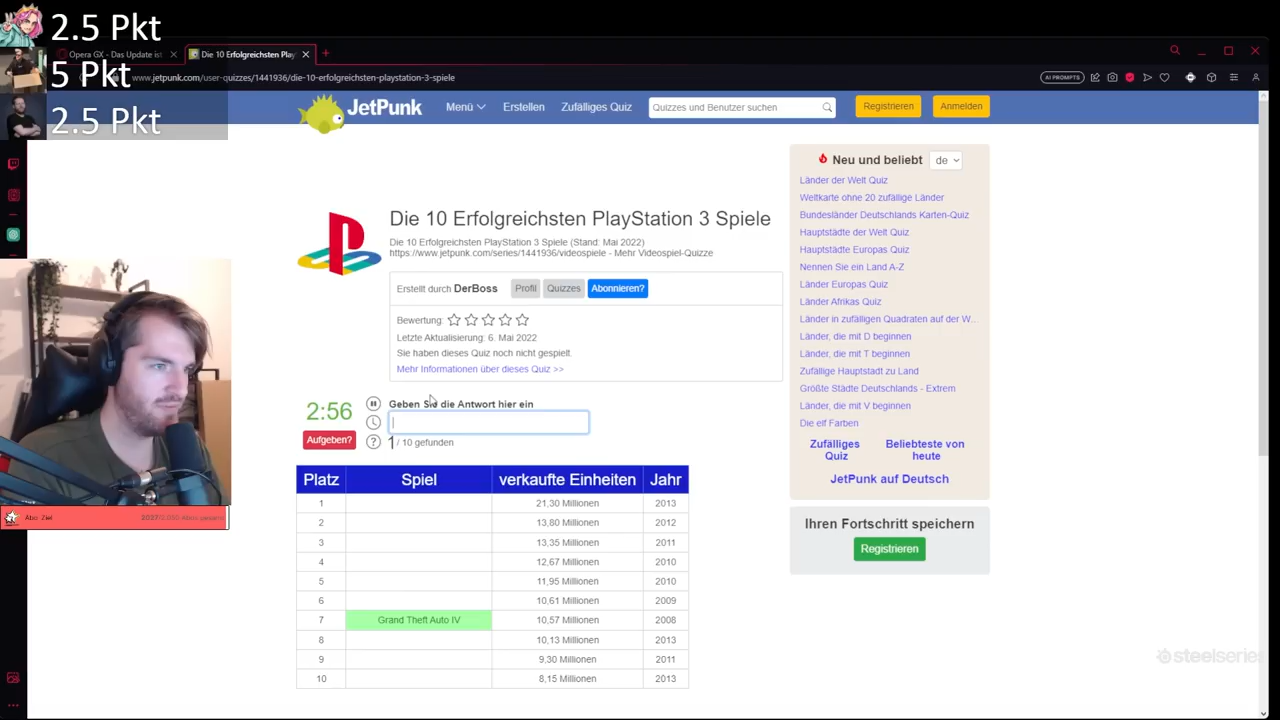 2.5 Pkt
5 Pkt
2.5 Pkt
Opera GX - Das Update ist
Die 10 Erfolgreichsten Play
www.jetpunk.com/user-quizzes/1441936/die-10-erfolgreichsten-playstation-3-spiele
AI PROMPTS
JetPunk
Menü
Erstellen
Zufälliges Quiz
Quizzes und Benutzer suchen
Registrieren
Anmelden
Die 10 Erfolgreichsten PlayStation 3 Spiele
Die 10 Erfolgreichsten PlayStation 3 Spiele (Stand: Mai 2022)
https://www.jetpunk.com/series/1441936/videospiele - Mehr Videospiel-Quizze
Erstellt durch DerBoss Profil Quizzes Abonnieren?
Bewertung:
Letzte Aktualisierung: 6. Mai 2022
Sie haben dieses Quiz noch nicht gespielt.
Mehr Informationen über dieses Quiz >>
2:56
Aufgeben?
Geben Sie die Antwort hier ein
1 / 10 gefunden
Platz Spiel verkaufte Einheiten Jahr
1 21,30 Millionen 2013
2 13,80 Millionen 2012
3 13,35 Millionen 2011
4 12,67 Millionen 2010
5 11,95 Millionen 2010
6 10,61 Millionen 2009
7 Grand Theft Auto IV 10,57 Millionen 2008
8 10,13 Millionen 2013
9 9,30 Millionen 2011
10 8,15 Millionen 2013
Neu und beliebt de
Länder der Welt Quiz
Weltkarte ohne 20 zufällige Länder
Bundesländer Deutschlands Karten-Quiz
Hauptstädte der Welt Quiz
Hauptstädte Europas Quiz
Nennen Sie ein Land A-Z
Länder Europas Quiz
Länder Afrikas Quiz
Länder in zufälligen Quadraten auf der W...
Länder, die mit D beginnen
Länder, die mit T beginnen
Zufällige Hauptstadt zu Land
Größte Städte Deutschlands - Extrem
Länder, die mit V beginnen
Die elf Farben
Zufälliges Quiz
Beliebteste von heute
JetPunk auf Deutsch
Ihren Fortschritt speichern
Registrieren
Abo Ziel
steelseries